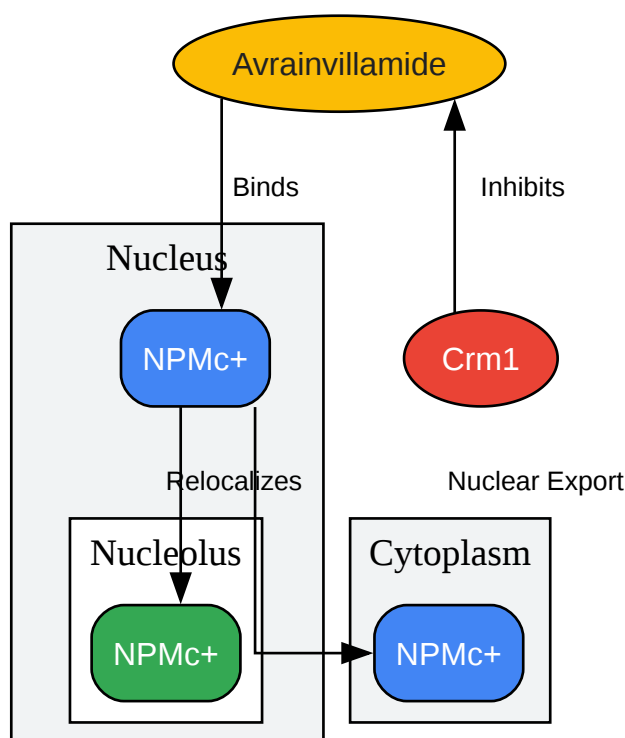 Avrainvillamide
Binds
Inhibits
Nucleus
NPMc+
Crm1
Relocalizes
Nuclear Export
Nucleolus
Cytoplasm
NPMc+
NPMc+